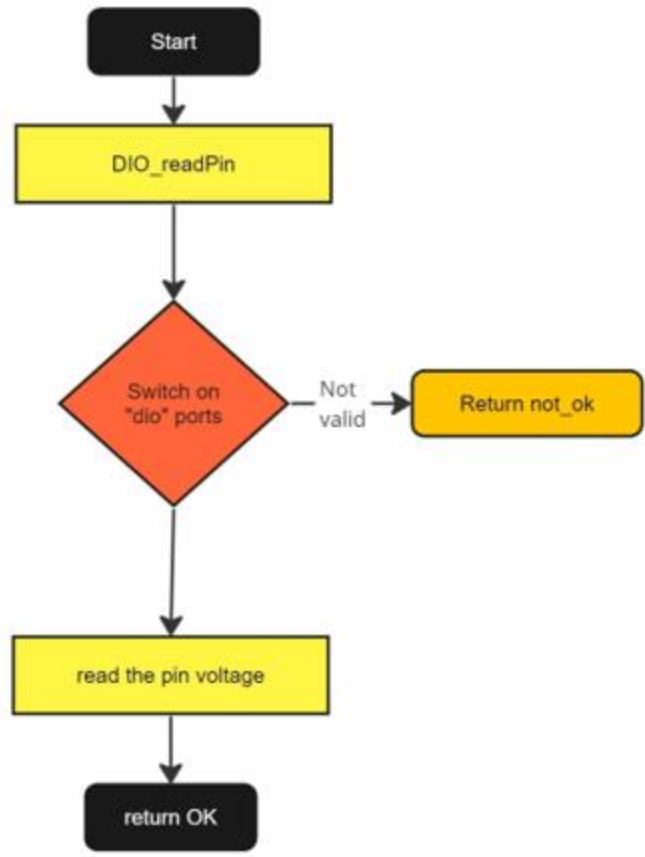 Start
DIO_readPin
Switch on
"dio" ports
Not
valid
Return not_ok
read the pin voltage
return OK